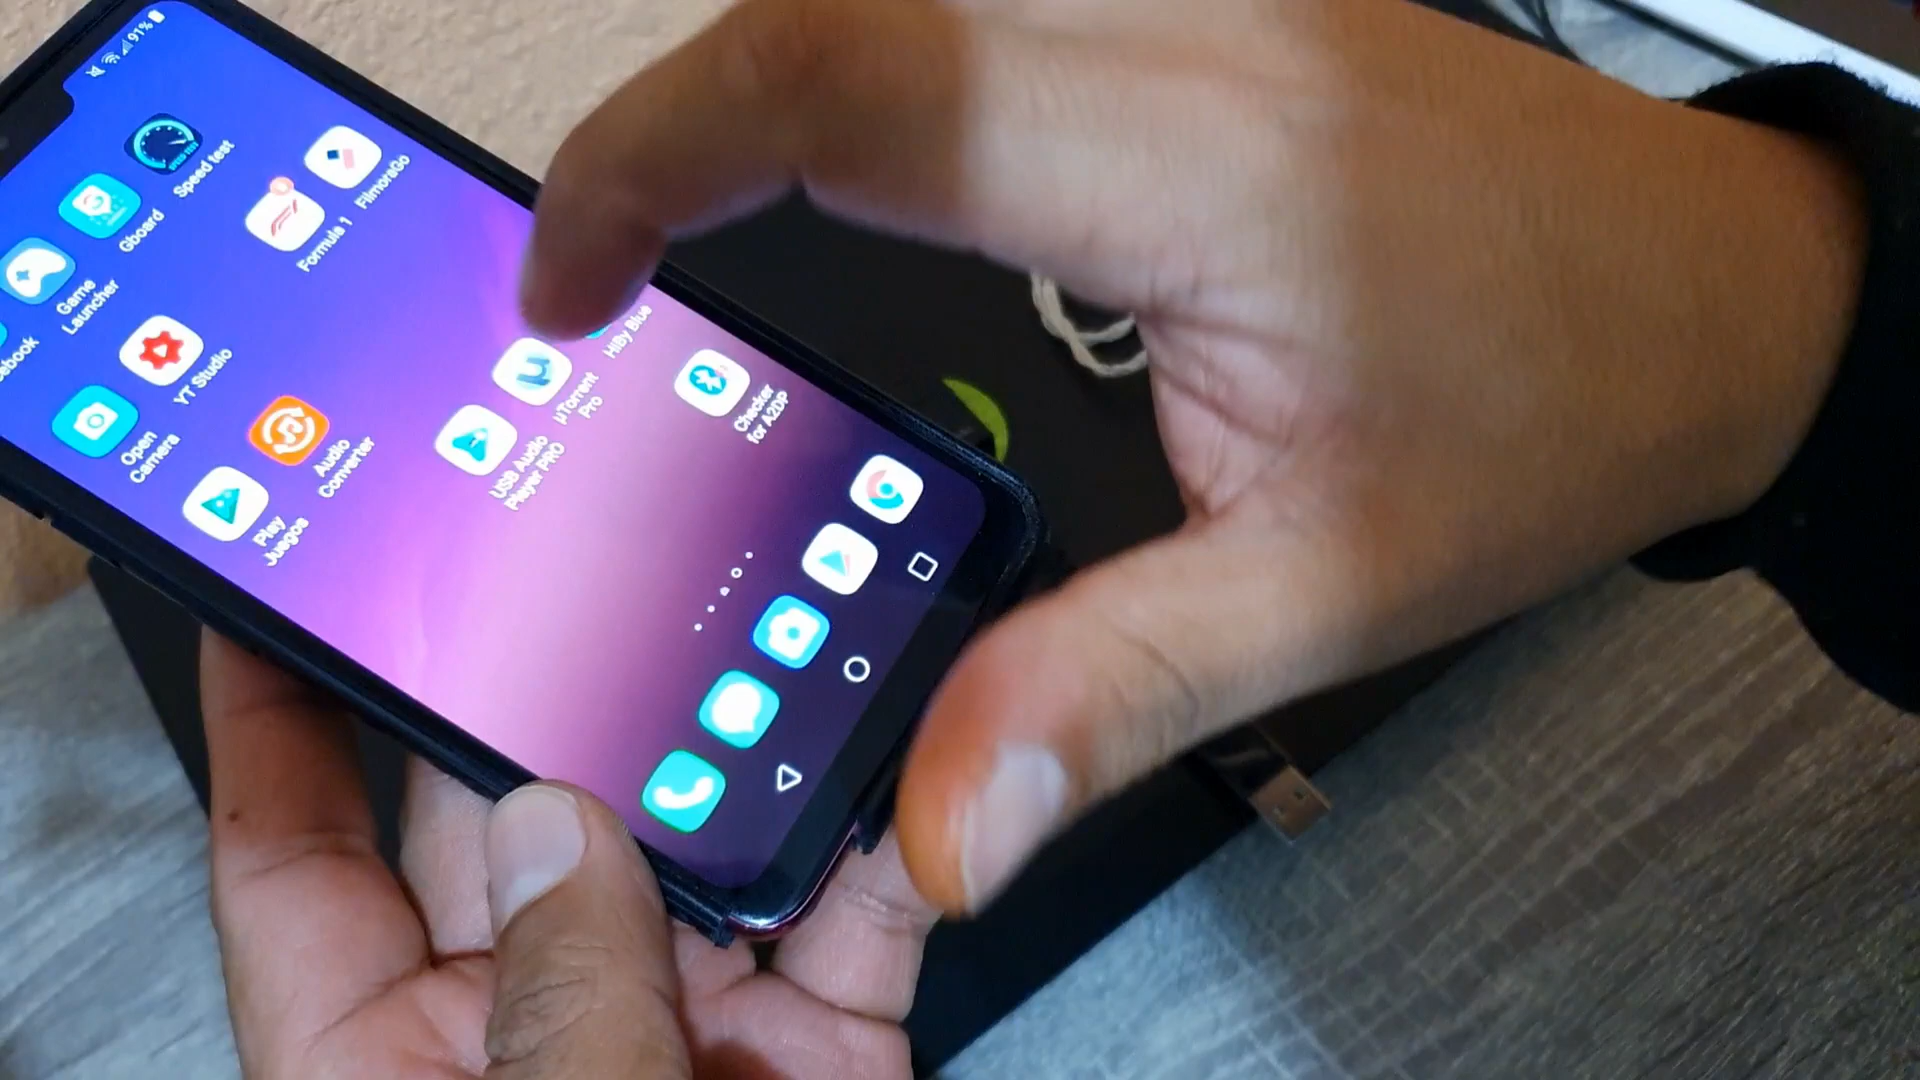 91%
Speed test
Gboard
Game
Launcher
ebook
FilmoraGo
Formula 1
YT Studio
Open
Camera
HiBy Blue
µTorrent
Pro
Audio
Converter
Play
Juegos
Checker
for A2DP
USB Audio
Player PRO